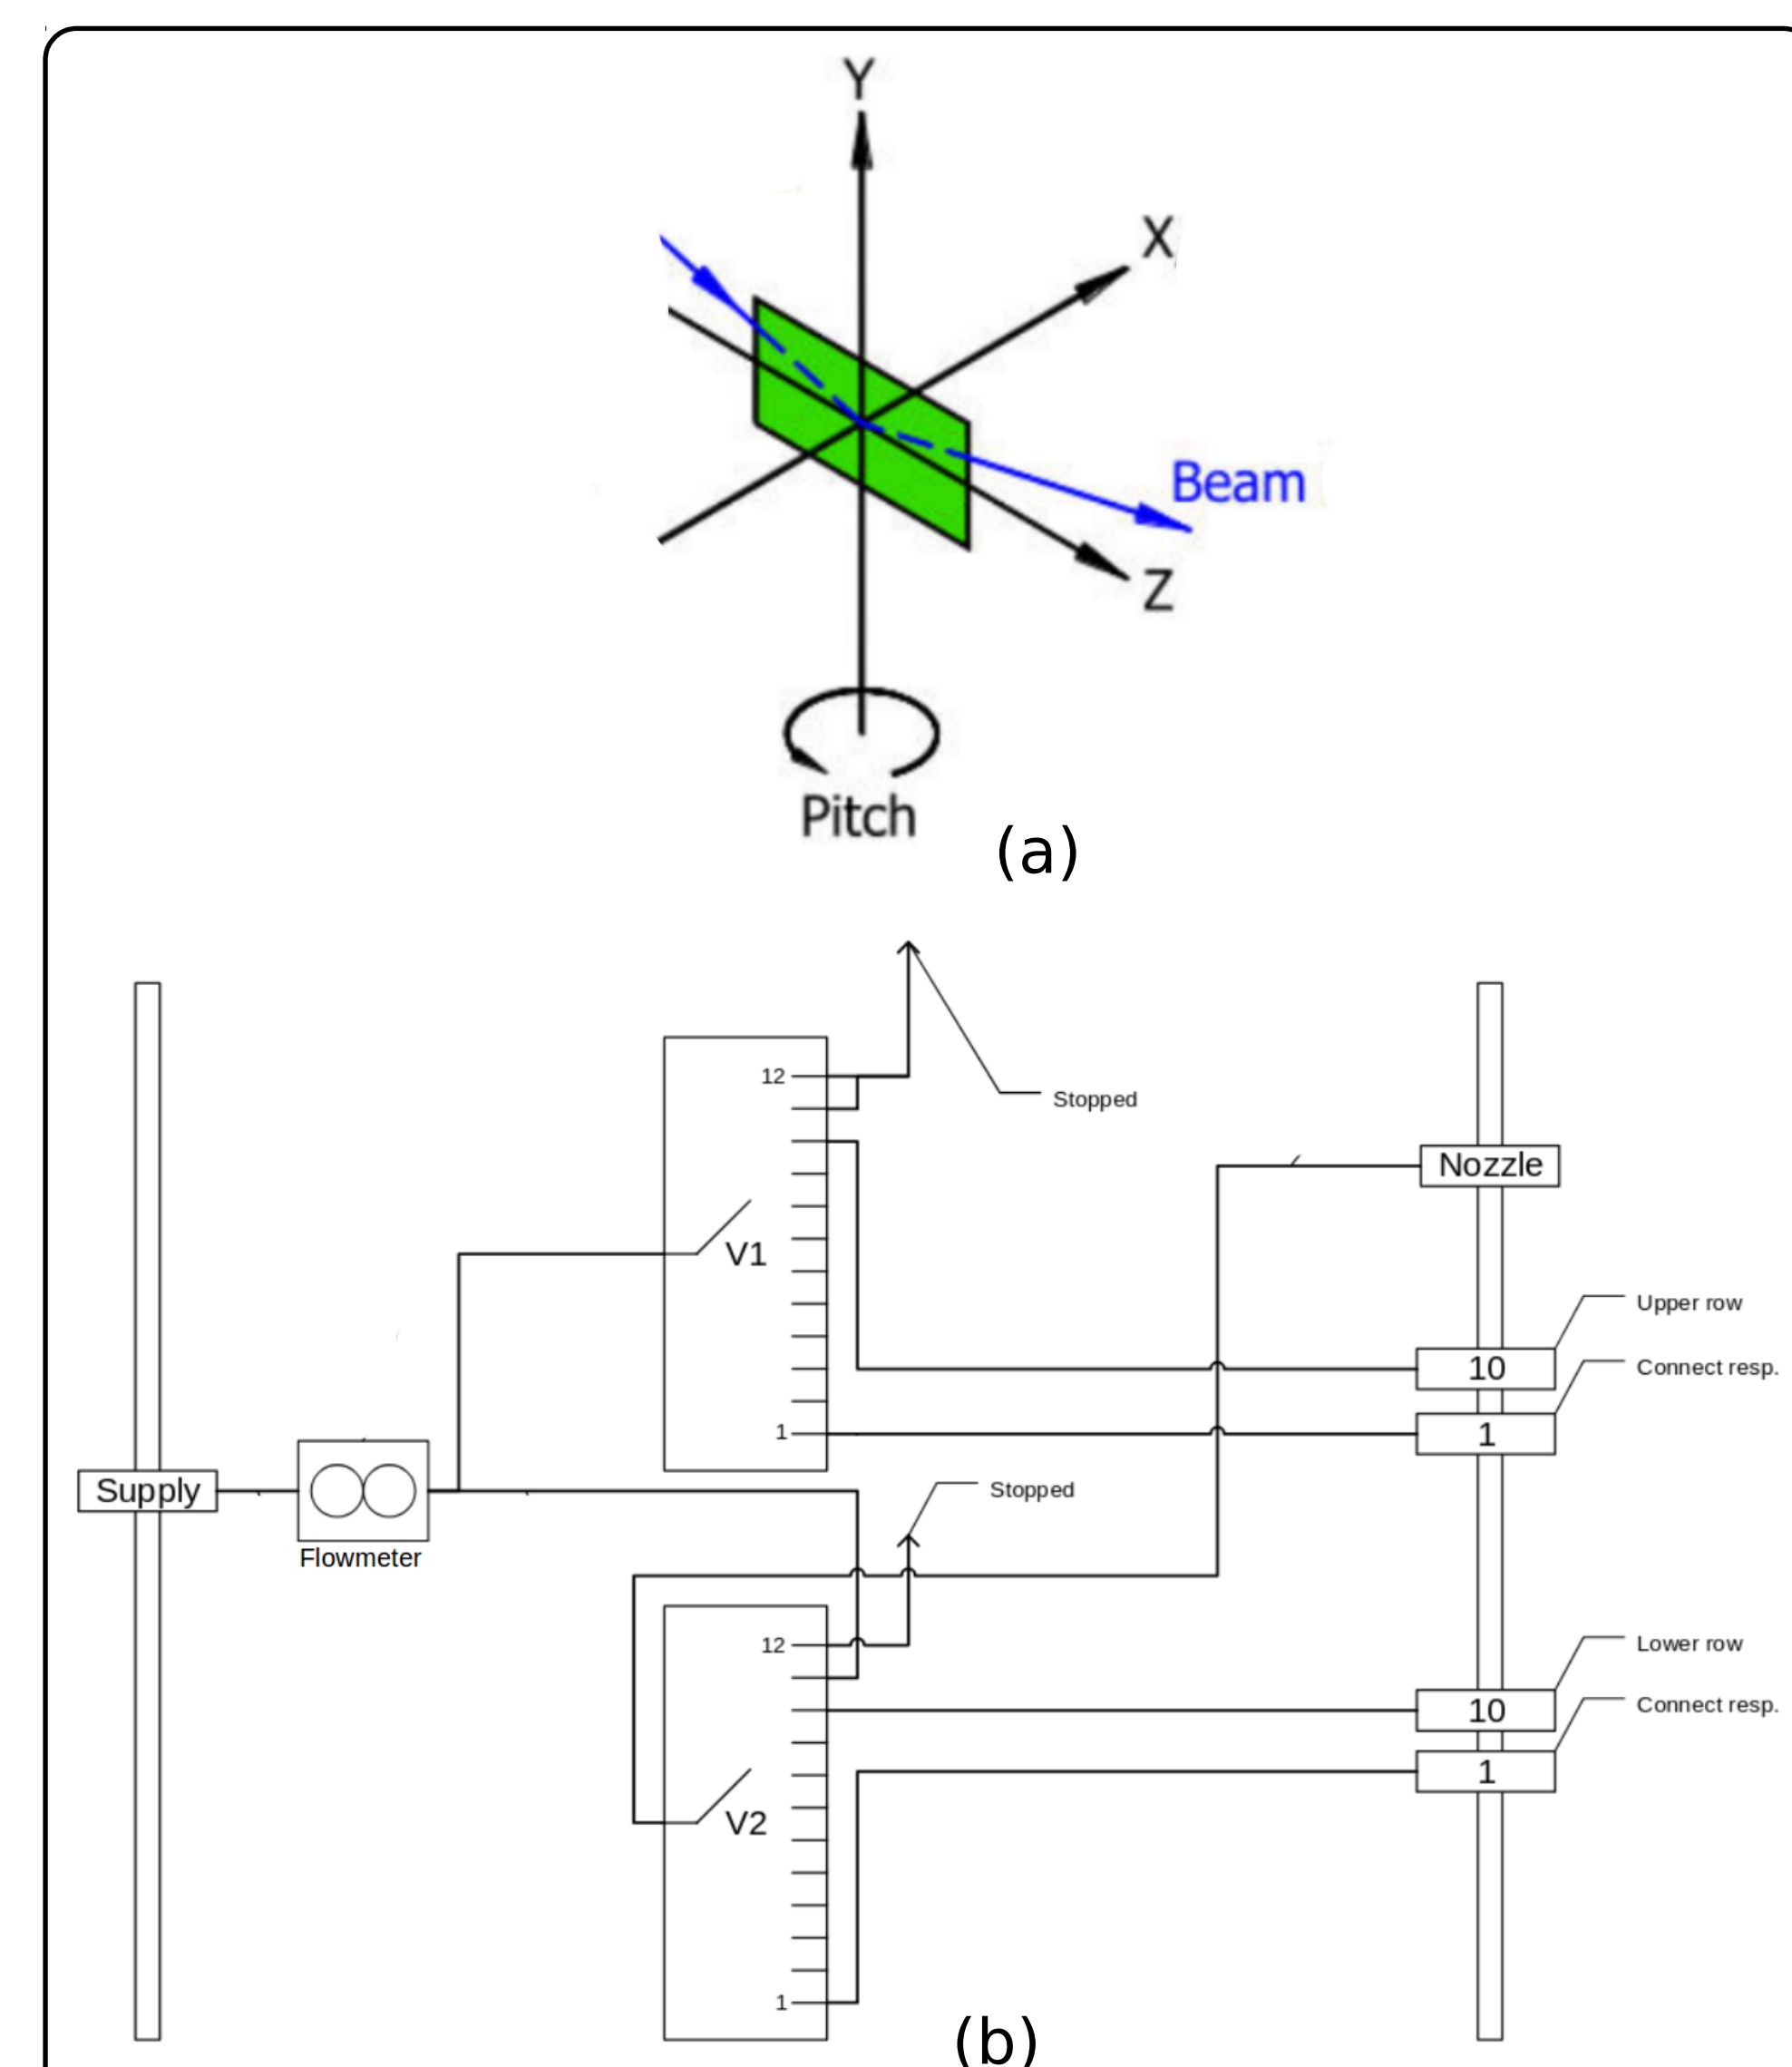 Y
X
Beam
Z
Pitch
(a)
12
Stopped
Nozzle
V1
Upper row
10
Connect resp.
1
1
Supply
Stopped
Flowmeter
12
Lower row
10
Connect resp.
1
V2
1
(b)